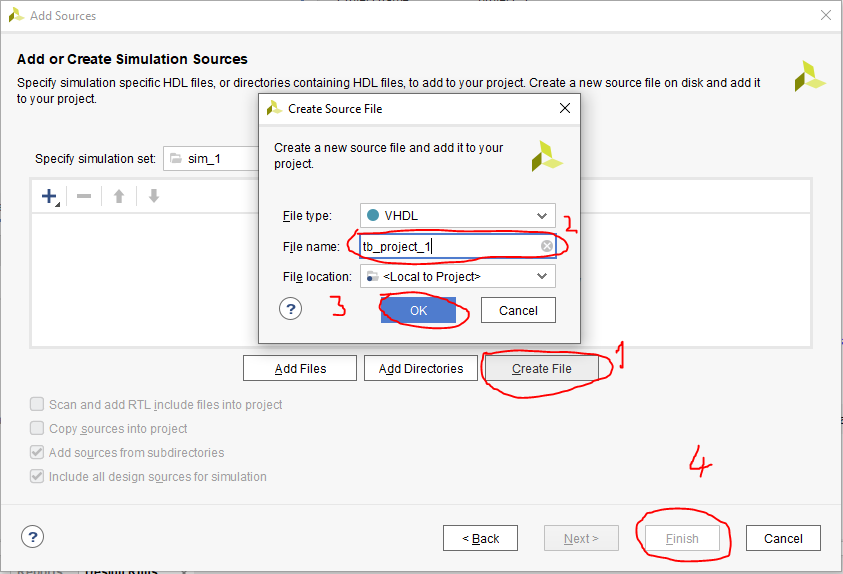 Add Sources
Add or Create Simulation Sources
Specify simulation specific HDL files, or directories containing HDL files, to add to your project. Create a new source file on disk and add it
to your project.
Create Source File
Create a new source file and add it to your
project.
Specify simulation set:
sim_1
File type:
VHDL
2
File name:
tb_project_1
File location:
<Local to Project>
?
3
OK
Cancel
1
Add Files
Add Directories
Create File
Scan and add RTL include files into project
Copy sources into project
Add sources from subdirectories
Include all design sources for simulation
4
?
< Back
Next >
Finish
Cancel
Reports
Design Runs